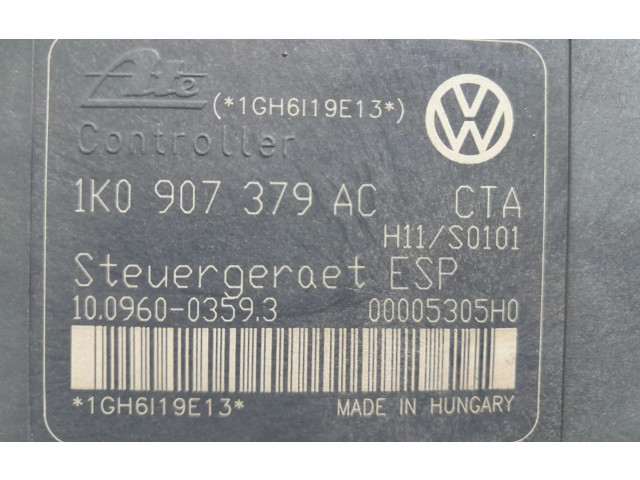 Ate (*1GH6I19E13*)
Controller
1K0 907 379 AC CTA
H11/S0101
Steuergeraet ESP
10.0960-0359.3 00005305H0
*1GH6I19E13* MADE IN HUNGARY